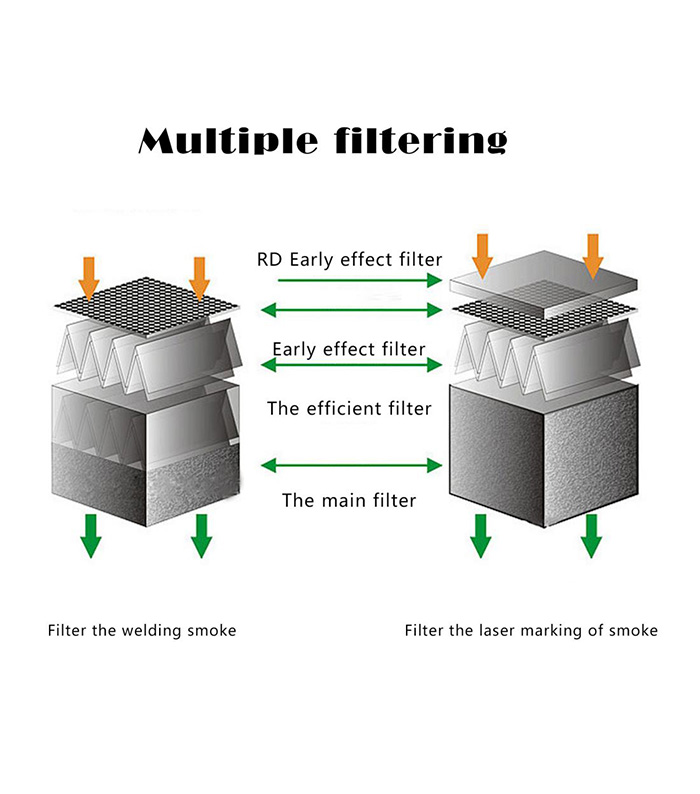 Multiple filtering
RD Early effect filter
Early effect filter
The efficient filter
The main filter
Filter the welding smoke
Filter the laser marking of smoke